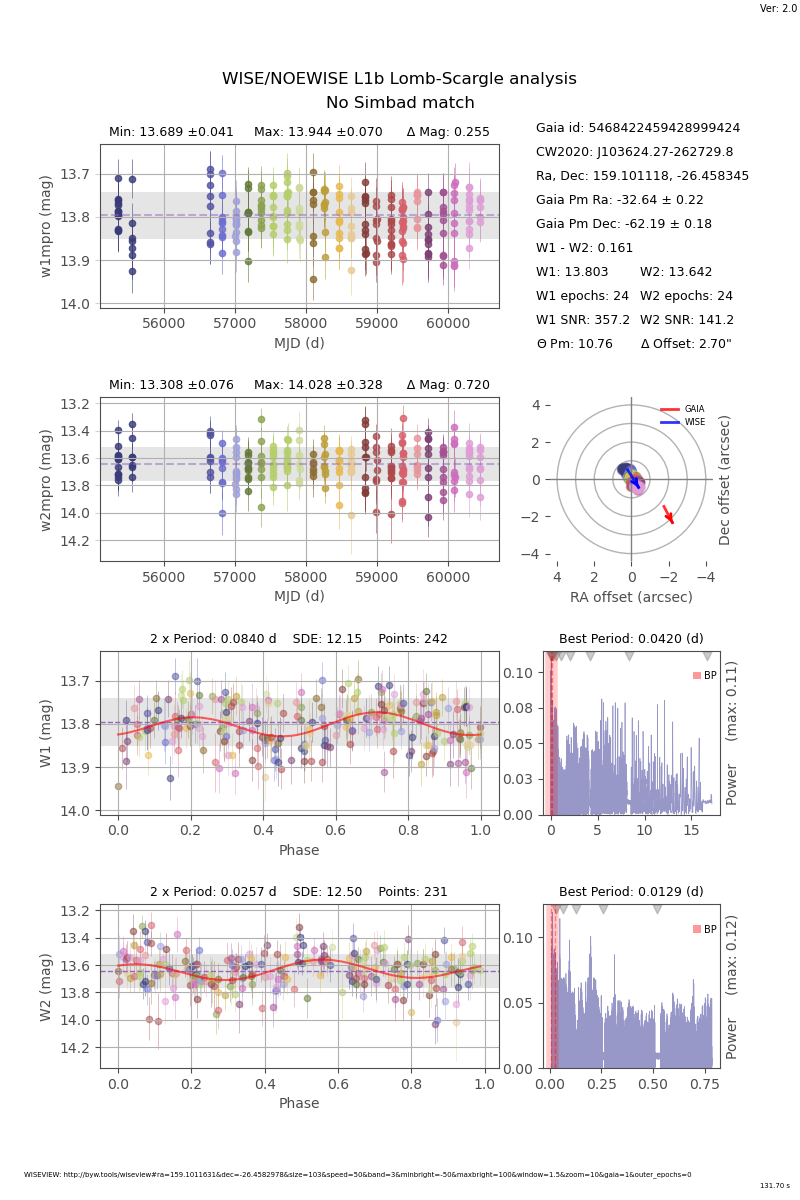 Ver: 2.0
WISE/NOEWISE L1b Lomb-Scargle analysis
No Simbad match
Min: 13.689 ±0.041 Max: 13.944 ±0.070 Δ Mag: 0.255
w1mpro (mag)
13.7
13.8
13.9
14.0
56000 57000 58000 59000 60000
MJD (d)
Gaia id: 5468422459428999424
CW2020: J103624.27-262729.8
Ra, Dec: 159.101118, -26.458345
Gaia Pm Ra: -32.64 ± 0.22
Gaia Pm Dec: -62.19 ± 0.18
W1 - W2: 0.161
W1: 13.803 W2: 13.642
W1 epochs: 24 W2 epochs: 24
W1 SNR: 357.2 W2 SNR: 141.2
Θ Pm: 10.76 Δ Offset: 2.70"
Min: 13.308 ±0.076 Max: 14.028 ±0.328 Δ Mag: 0.720
w2mpro (mag)
13.2
13.4
13.6
13.8
14.0
14.2
56000 57000 58000 59000 60000
MJD (d)
GAIA
WISE
4
2
0
−2
−4
4 2 0 −2 −4
RA offset (arcsec)
Dec offset (arcsec)
2 x Period: 0.0840 d SDE: 12.15 Points: 242
W1 (mag)
13.7
13.8
13.9
14.0
0.0 0.2 0.4 0.6 0.8 1.0
Phase
Best Period: 0.0420 (d)
BP
0.10
0.08
0.05
0.03
0.00
0 5 10 15
Power (max: 0.11)
2 x Period: 0.0257 d SDE: 12.50 Points: 231
W2 (mag)
13.2
13.4
13.6
13.8
14.0
14.2
0.0 0.2 0.4 0.6 0.8 1.0
Phase
Best Period: 0.0129 (d)
BP
0.10
0.05
0.00
0.00 0.25 0.50 0.75
Power (max: 0.12)
WISEVIEW: http://byw.tools/wiseview#ra=159.1011631&dec=-26.4582978&size=103&speed=50&band=3&minbright=-50&maxbright=100&window=1.5&zoom=10&gaia=1&outer_epochs=0
131.70 s